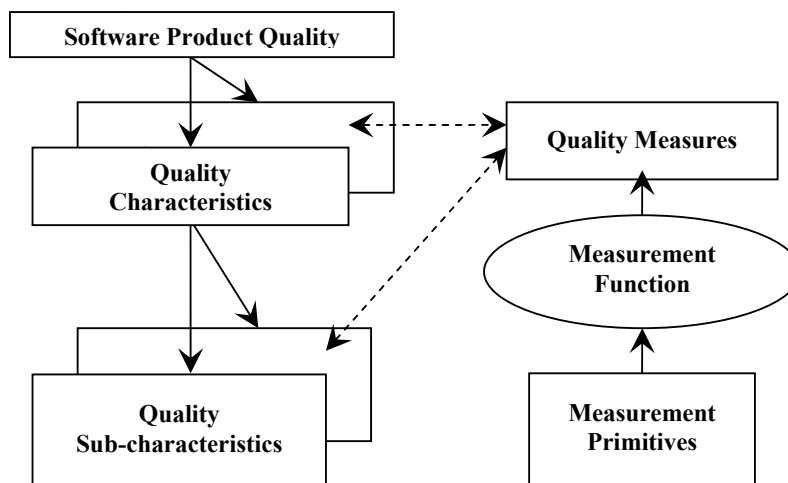 Software Product Quality
Quality
Characteristics
Quality Measures
Measurement
Function
Quality
Sub-characteristics
Measurement
Primitives